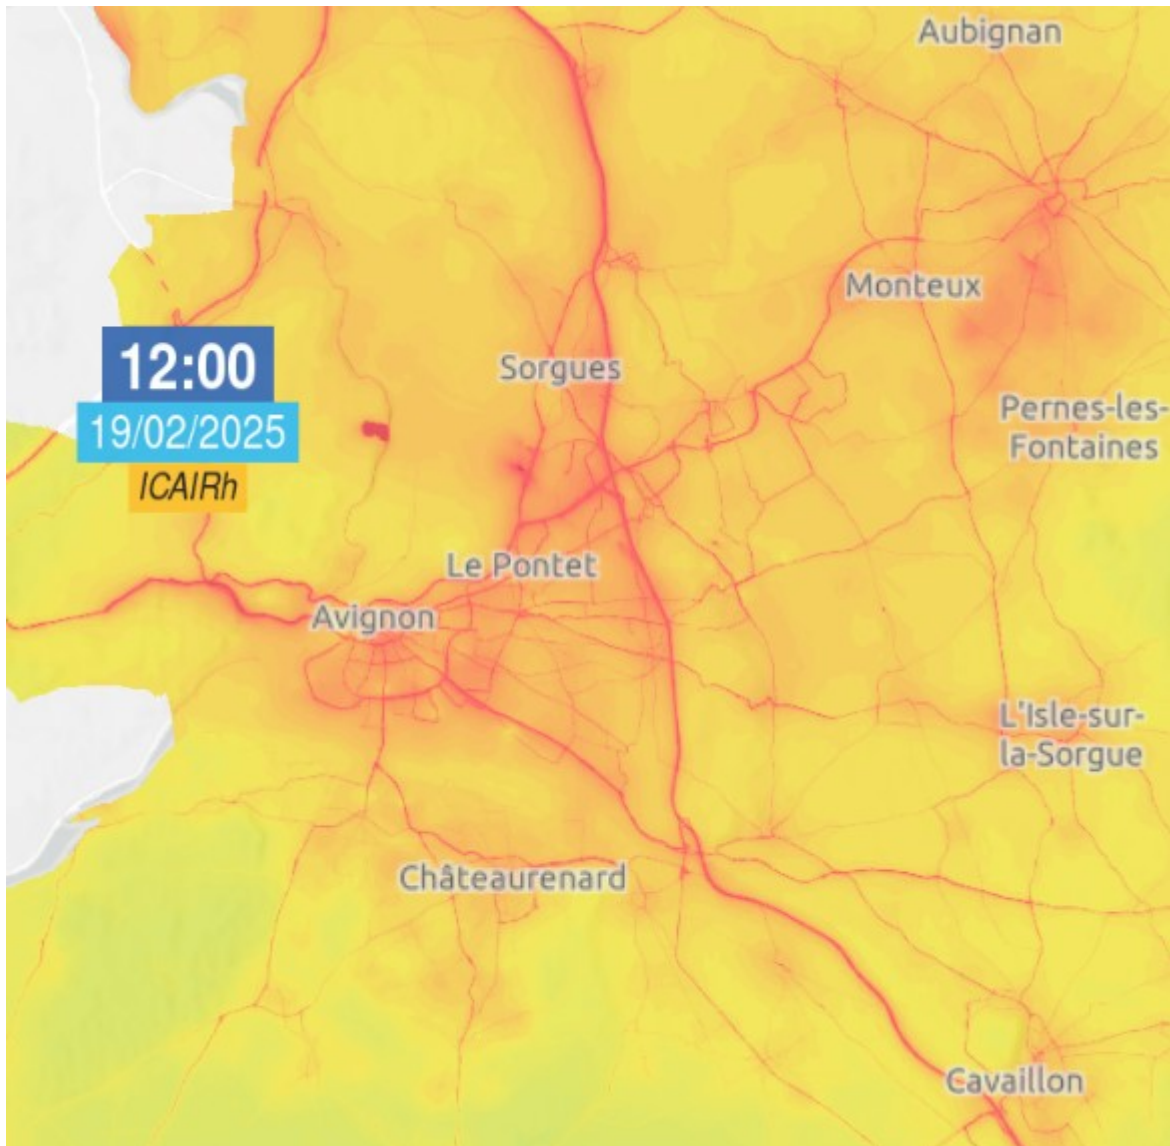 Aubignan
Monteux
12:00
Sorgues
19/02/2025
Pernes-les-
Fontaines
ICAIRh
Le Pontet
Avignon
L'Isle-sur-
la-Sorgue
Châteaurenard
Cavaillon